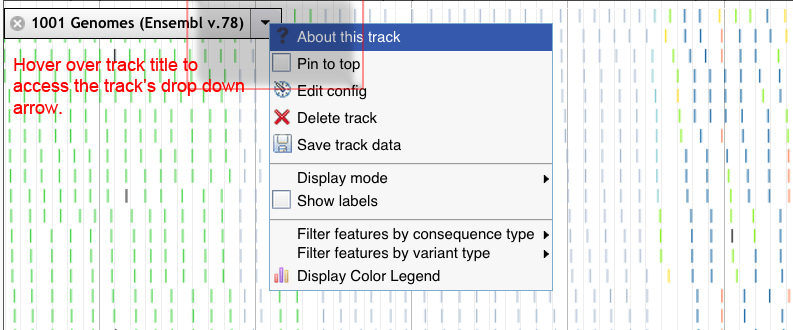 1001 Genomes (Ensembl v.78)
Hover over track title to
access the track's drop down
arrow.
About this track
Pin to top
Edit config
Delete track
Save track data
Display mode
Show labels
Filter features by consequence type
Filter features by variant type
Display Color Legend